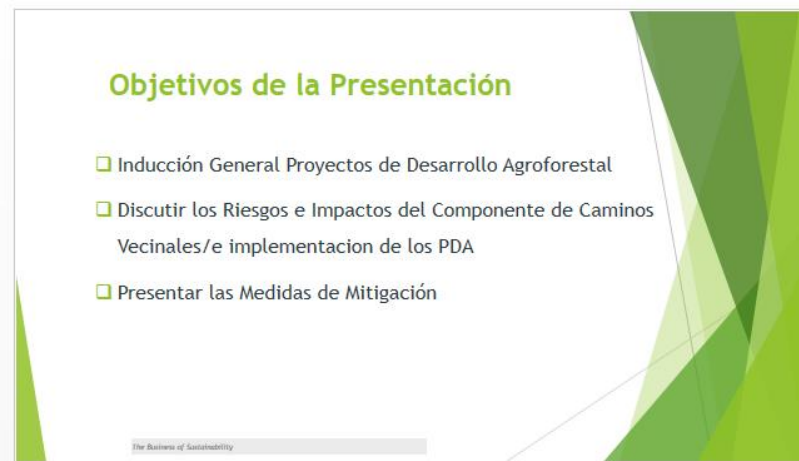 Objetivos de la Presentación
Inducción General Proyectos de Desarrollo Agroforestal
Discutir los Riesgos e Impactos del Componente de Caminos
Vecinales/e implementacion de los PDA
Presentar las Medidas de Mitigación
The Business of Sustainability